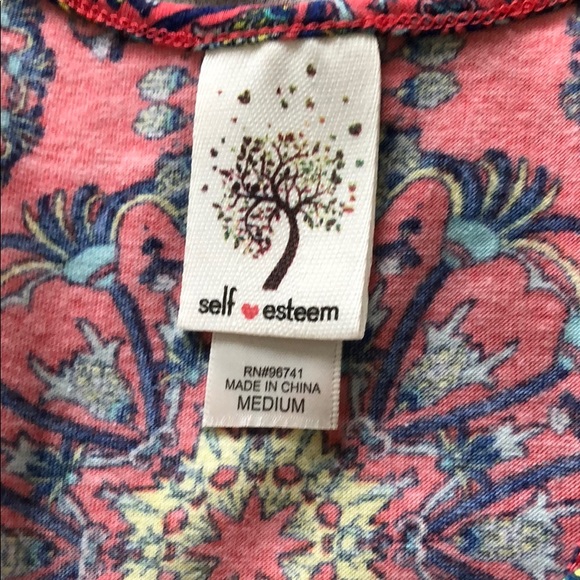 self ❤ esteem
RN#96741
MADE IN CHINA
MEDIUM